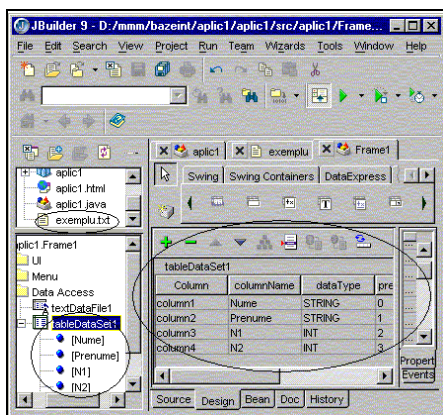 JBuilder 9 - D:/mmm/bazeint/aplic1/aplic1/src/aplic1/Frame...
File Edit Search View Project Run Team Wizards Tools Window Help
aplic1
aplic1.html
aplic1.java
exemplu.txt
aplic1 exemplu Frame1
Swing Swing Containers DataExpress
aplic1.Frame1
UI
Menu
Data Access
textDataFile1
tableDataSet1
[Nume]
[Prenume]
[N1]
[N2]
tableDataSet1
Column columnName dataType pre
column1 Nume STRING 0
column2 Prenume STRING 1
column3 N1 INT 2
column4 N2 INT 3
Propert
Events
Source Design Bean Doc History